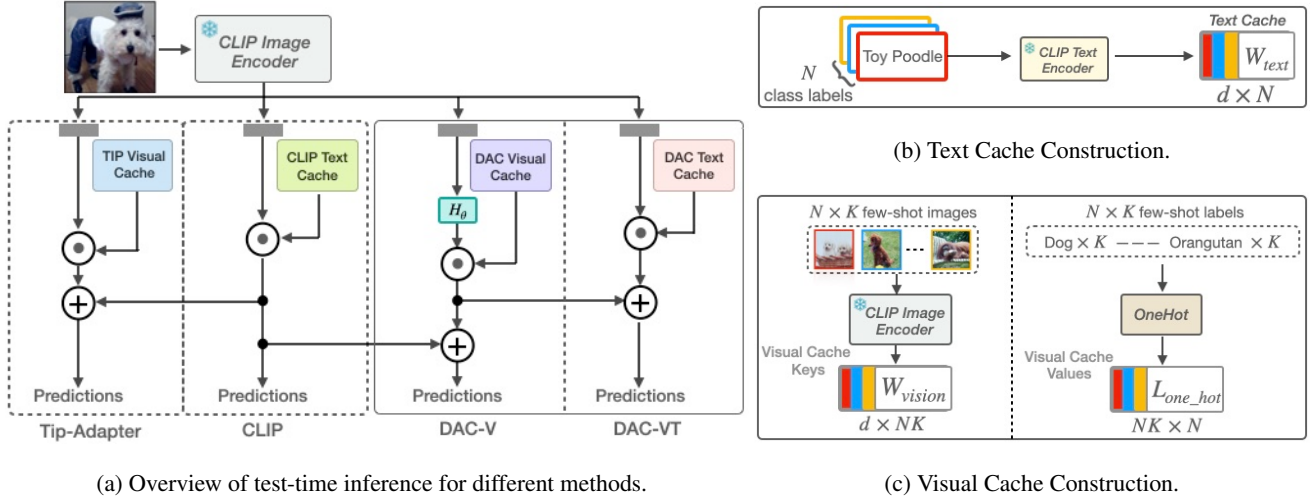 CLIP Image
Encoder
TIP Visual
Cache
CLIP Text
Cache
DAC Visual
Cache
DAC Text
Cache
H_θ
Predictions
Predictions
Predictions
Predictions
Tip-Adapter
CLIP
DAC-V
DAC-VT
(a) Overview of test-time inference for different methods.
Toy Poodle
N
class labels
CLIP Text
Encoder
Text Cache
W_text
d × N
(b) Text Cache Construction.
N × K few-shot images
CLIP Image
Encoder
Visual Cache
Keys
W_vision
d × NK
N × K few-shot labels
Dog × K --- Orangutan × K
OneHot
Visual Cache
Values
L_one_hot
NK × N
(c) Visual Cache Construction.